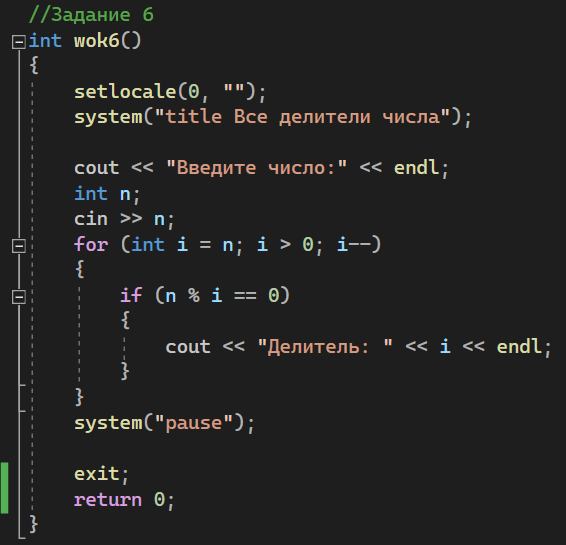 //Задание 6
int wok6()
{
setlocale(0, "");
system("title Все делители числа");
cout << "Введите число:" << endl;
int n;
cin >> n;
for (int i = n; i > 0; i--)
{
if (n % i == 0)
{
cout << "Делитель: " << i << endl;
}
}
system("pause");
exit;
return 0;
}